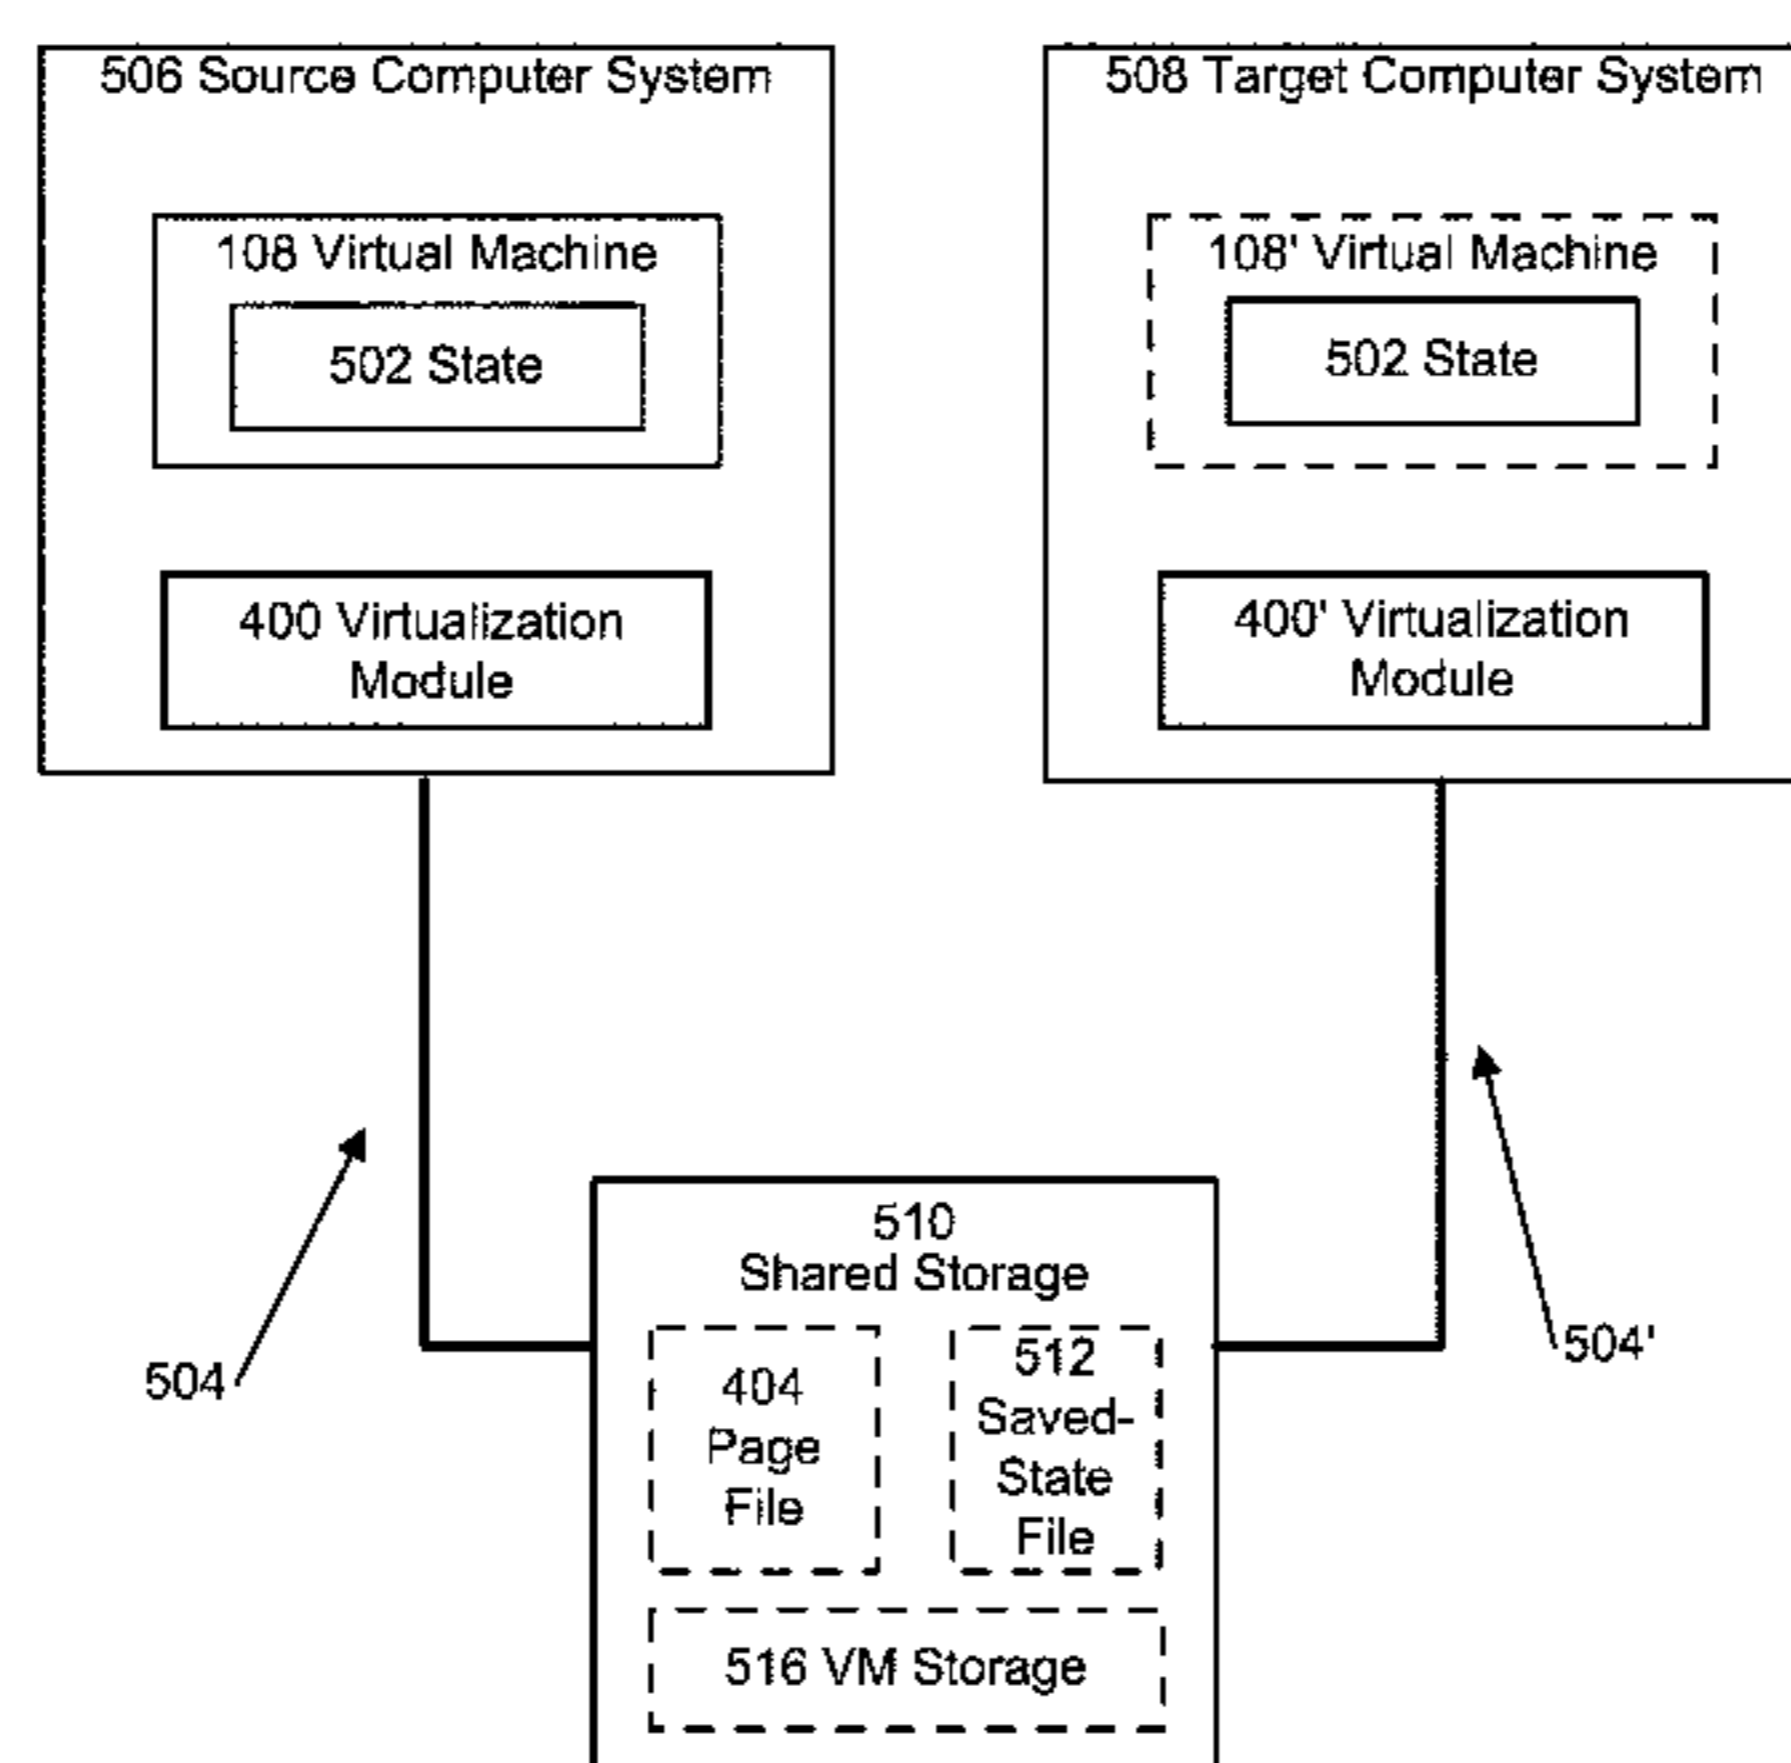 506 Source Computer System
108 Virtual Machine
502 State
400 Virtualization
Module
508 Target Computer System
108' Virtual Machine
502 State
400' Virtualization
Module
504
504'
510
Shared Storage
404
Page
File
512
Saved-
State
File
516 VM Storage